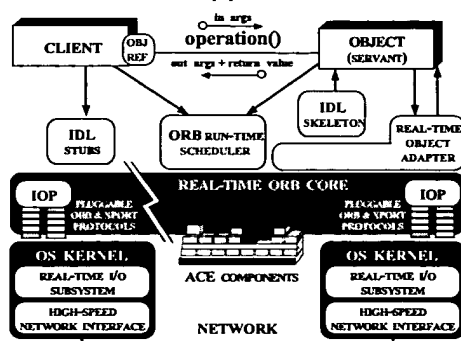 in args
CLIENT
OBJ
REF
operation()
OBJECT
(SERVANT)
out args + return value
IDL
STUBS
ORB RUN-TIME
SCHEDULER
IDL
SKELETON
REAL-TIME
OBJECT
ADAPTER
REAL-TIME ORB CORE
IOP
PLUGGABLE
ORB & XPORT
PROTOCOLS
PLUGGABLE
ORB & XPORT
PROTOCOLS
IOP
OS KERNEL
REAL-TIME I/O
SUBSYSTEM
HIGH-SPEED
NETWORK INTERFACE
ACE COMPONENTS
NETWORK
OS KERNEL
REAL-TIME I/O
SUBSYSTEM
HIGH-SPEED
NETWORK INTERFACE